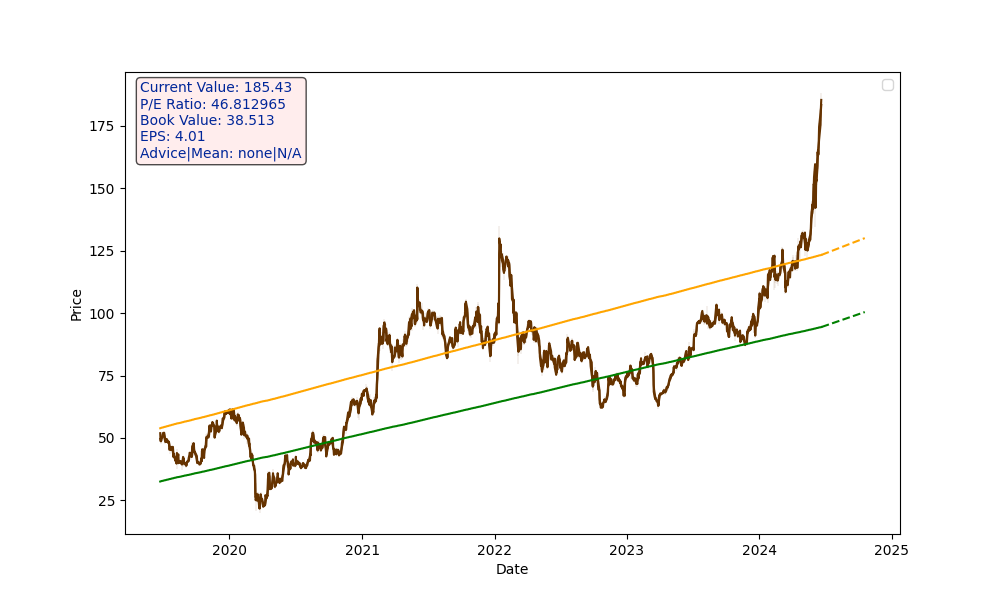 Current Value: 185.43
P/E Ratio: 46.812965
Book Value: 38.513
EPS: 4.01
Advice|Mean: none|N/A
175
150
125
100
75
50
25
Price
2020 2021 2022 2023 2024 2025
Date